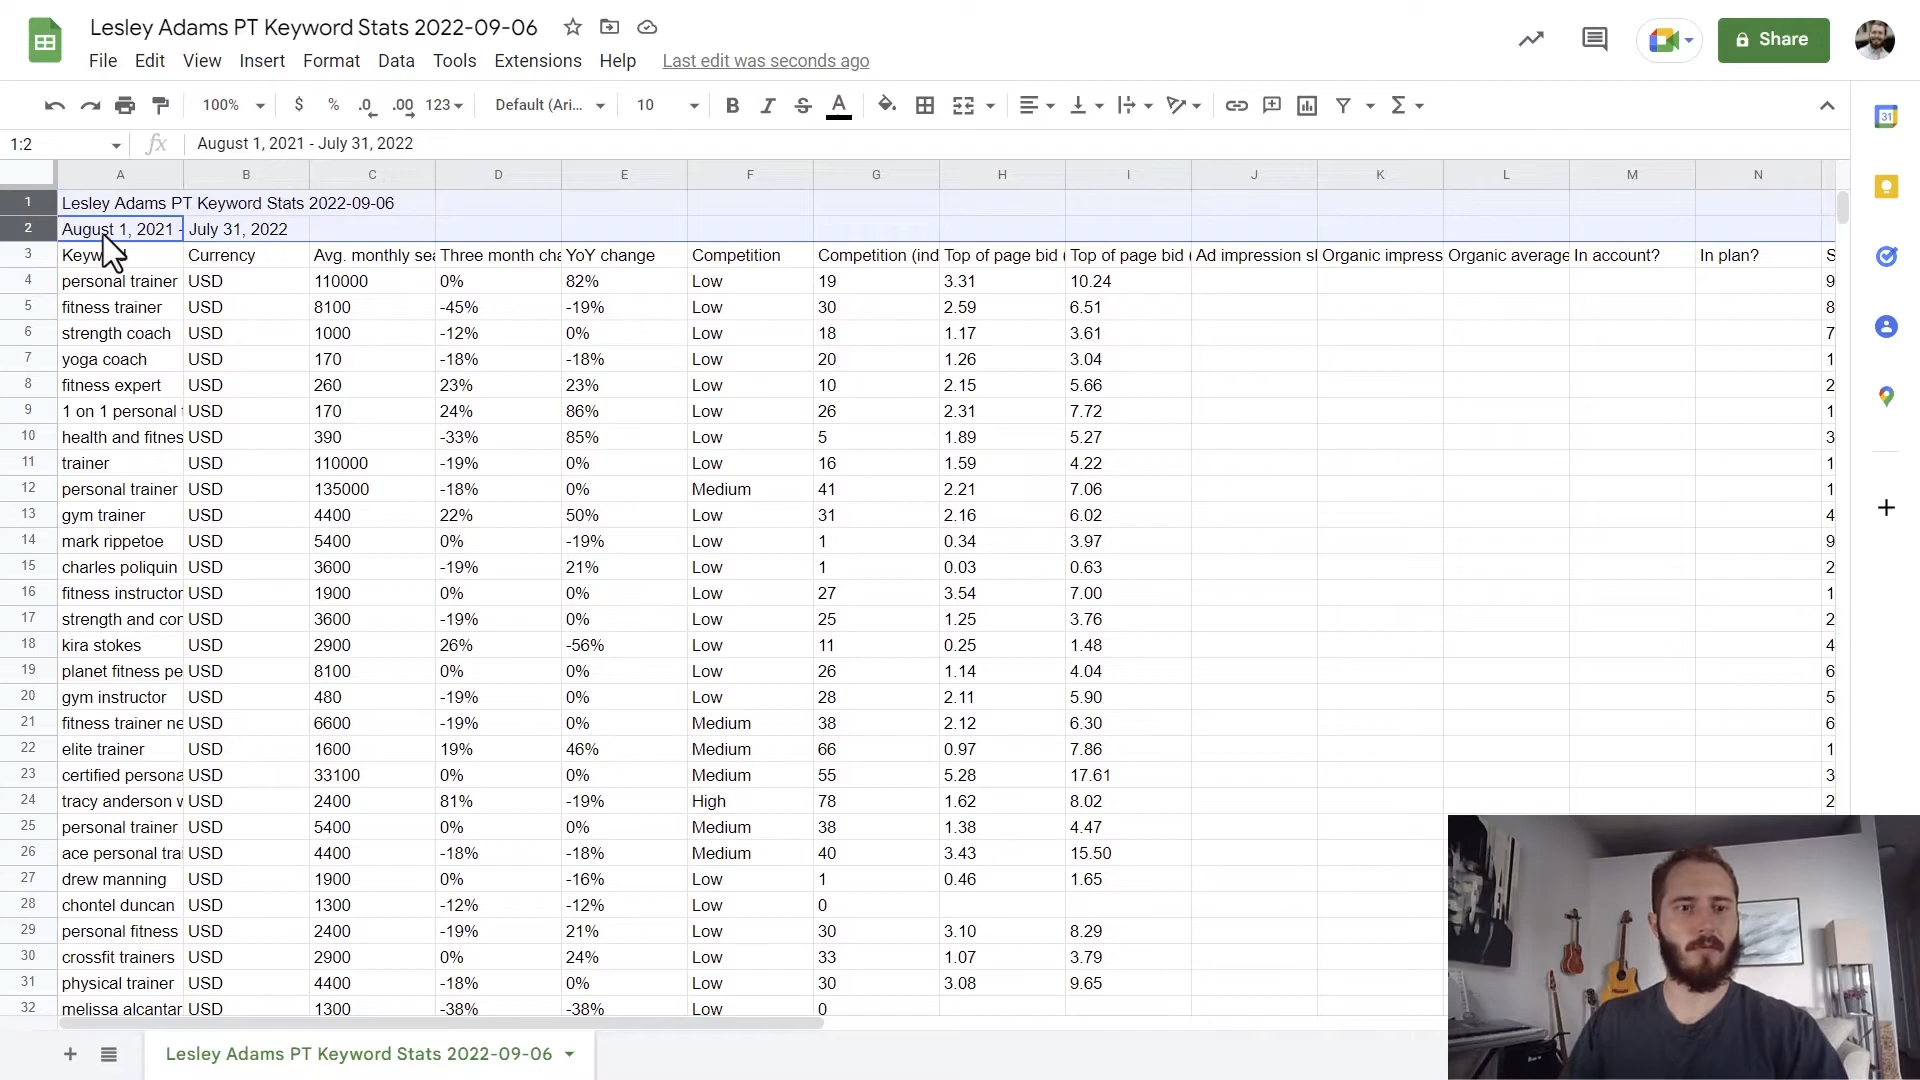 Lesley Adams PT Keyword Stats 2022-09-06
File Edit View Insert Format Data Tools Extensions Help Last edit was seconds ago
Share
100% $ % .0 .00 123 Default (Ari... 10 B I S A
1:2 fx August 1, 2021 - July 31, 2022
A B C D E F G H I J K L M N
1 Lesley Adams PT Keyword Stats 2022-09-06
2 August 1, 2021 - July 31, 2022
3 Keyw Currency Avg. monthly sea Three month cha YoY change Competition Competition (ind Top of page bid ( Top of page bid ( Ad impression sl Organic impress Organic average In account? In plan? S
4 personal trainer USD 110000 0% 82% Low 19 3.31 10.24 9
5 fitness trainer USD 8100 -45% -19% Low 30 2.59 6.51 8
6 strength coach USD 1000 -12% 0% Low 18 1.17 3.61 7
7 yoga coach USD 170 -18% -18% Low 20 1.26 3.04 1
8 fitness expert USD 260 23% 23% Low 10 2.15 5.66 2
9 1 on 1 personal USD 170 24% 86% Low 26 2.31 7.72 1
10 health and fitnes USD 390 -33% 85% Low 5 1.89 5.27 3
11 trainer USD 110000 -19% 0% Low 16 1.59 4.22 1
12 personal trainer USD 135000 -18% 0% Medium 41 2.21 7.06 1
13 gym trainer USD 4400 22% 50% Low 31 2.16 6.02 4
14 mark rippetoe USD 5400 0% -19% Low 1 0.34 3.97 9
15 charles poliquin USD 3600 -19% 21% Low 1 0.03 0.63 2
16 fitness instructor USD 1900 0% 0% Low 27 3.54 7.00 1
17 strength and cor USD 3600 -19% 0% Low 25 1.25 3.76 2
18 kira stokes USD 2900 26% -56% Low 11 0.25 1.48 4
19 planet fitness pe USD 8100 0% 0% Low 26 1.14 4.04 6
20 gym instructor USD 480 -19% 0% Low 28 2.11 5.90 5
21 fitness trainer ne USD 6600 -19% 0% Medium 38 2.12 6.30 6
22 elite trainer USD 1600 19% 46% Medium 66 0.97 7.86 1
23 certified persona USD 33100 0% 0% Medium 55 5.28 17.61 3
24 tracy anderson w USD 2400 81% -19% High 78 1.62 8.02 2
25 personal trainer USD 5400 0% 0% Medium 38 1.38 4.47
26 ace personal trai USD 4400 -18% -18% Medium 40 3.43 15.50
27 drew manning USD 1900 0% -16% Low 1 0.46 1.65
28 chontel duncan USD 1300 -12% -12% Low 0
29 personal fitness USD 2400 -19% 21% Low 30 3.10 8.29
30 crossfit trainers USD 2900 0% 24% Low 33 1.07 3.79
31 physical trainer USD 4400 -18% 0% Low 30 3.08 9.65
32 melissa alcantar USD 1300 -38% -38% Low 0
Lesley Adams PT Keyword Stats 2022-09-06
31